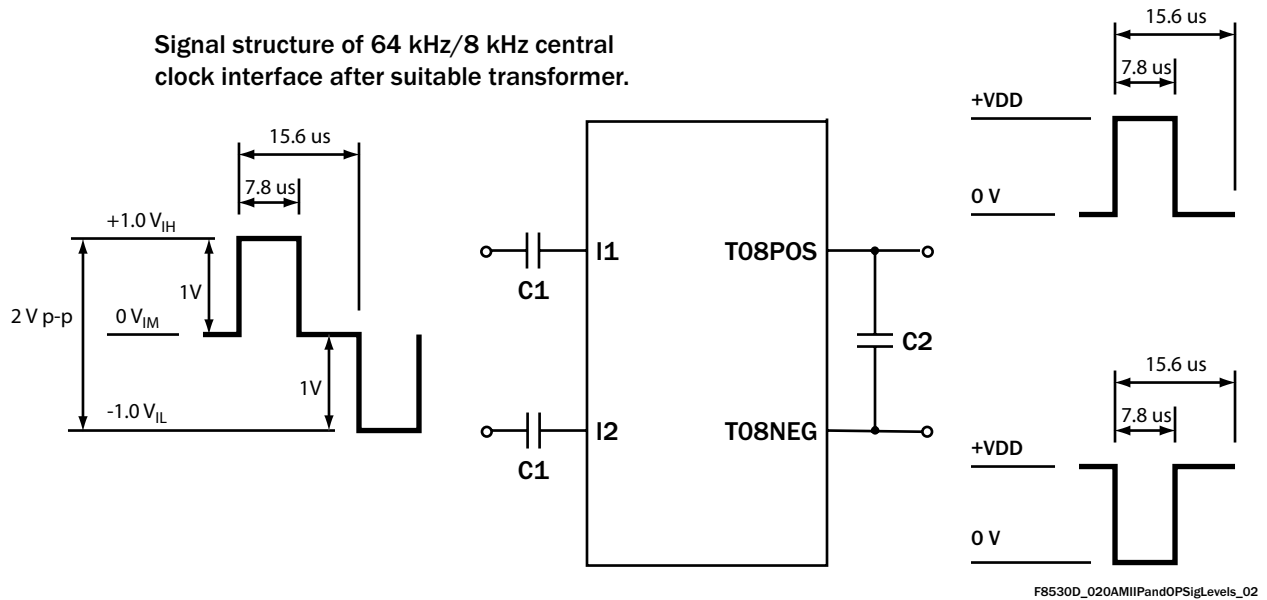 Signal structure of 64 kHz/8 kHz central
clock interface after suitable transformer.
15.6 us
7.8 us
+1.0 VIH
1V
2 V p-p
0 VIM
1V
-1.0 VIL
C1
I1
C1
I2
T08POS
T08NEG
C2
15.6 us
7.8 us
+VDD
0 V
15.6 us
7.8 us
+VDD
0 V
F8530D_020AMIIPandOPSigLevels_02